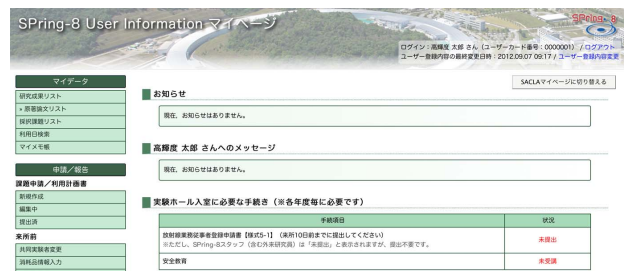 SPring-8 User Information マイページ
SPring-8
ログイン：高輝度 太郎 さん（ユーザーカード番号：0000001） / ログアウト
ユーザー登録内容の最終変更日時：2012.09.07 09:17 / ユーザー登録内容変更
SACLAマイページに切り替える
マイデータ
研究成果リスト
» 原著論文リスト
採択課題リスト
利用日検索
マイメモ帳
申請／報告
課題申請／利用計画書
新規作成
編集中
提出済
来所前
共同実験者変更
消耗品情報入力
お知らせ
現在、お知らせはありません。
高輝度 太郎 さんへのメッセージ
現在、お知らせはありません。
実験ホール入室に必要な手続き（※各年度毎に必要です）
手続項目 状況
放射線業務従事者登録申請書【様式5-1】（来所10日前までに提出してください）
※ただし、SPring-8スタッフ（含む外来研究員）は「未提出」と表示されますが、提出不要です。
未提出
安全教育 未受講